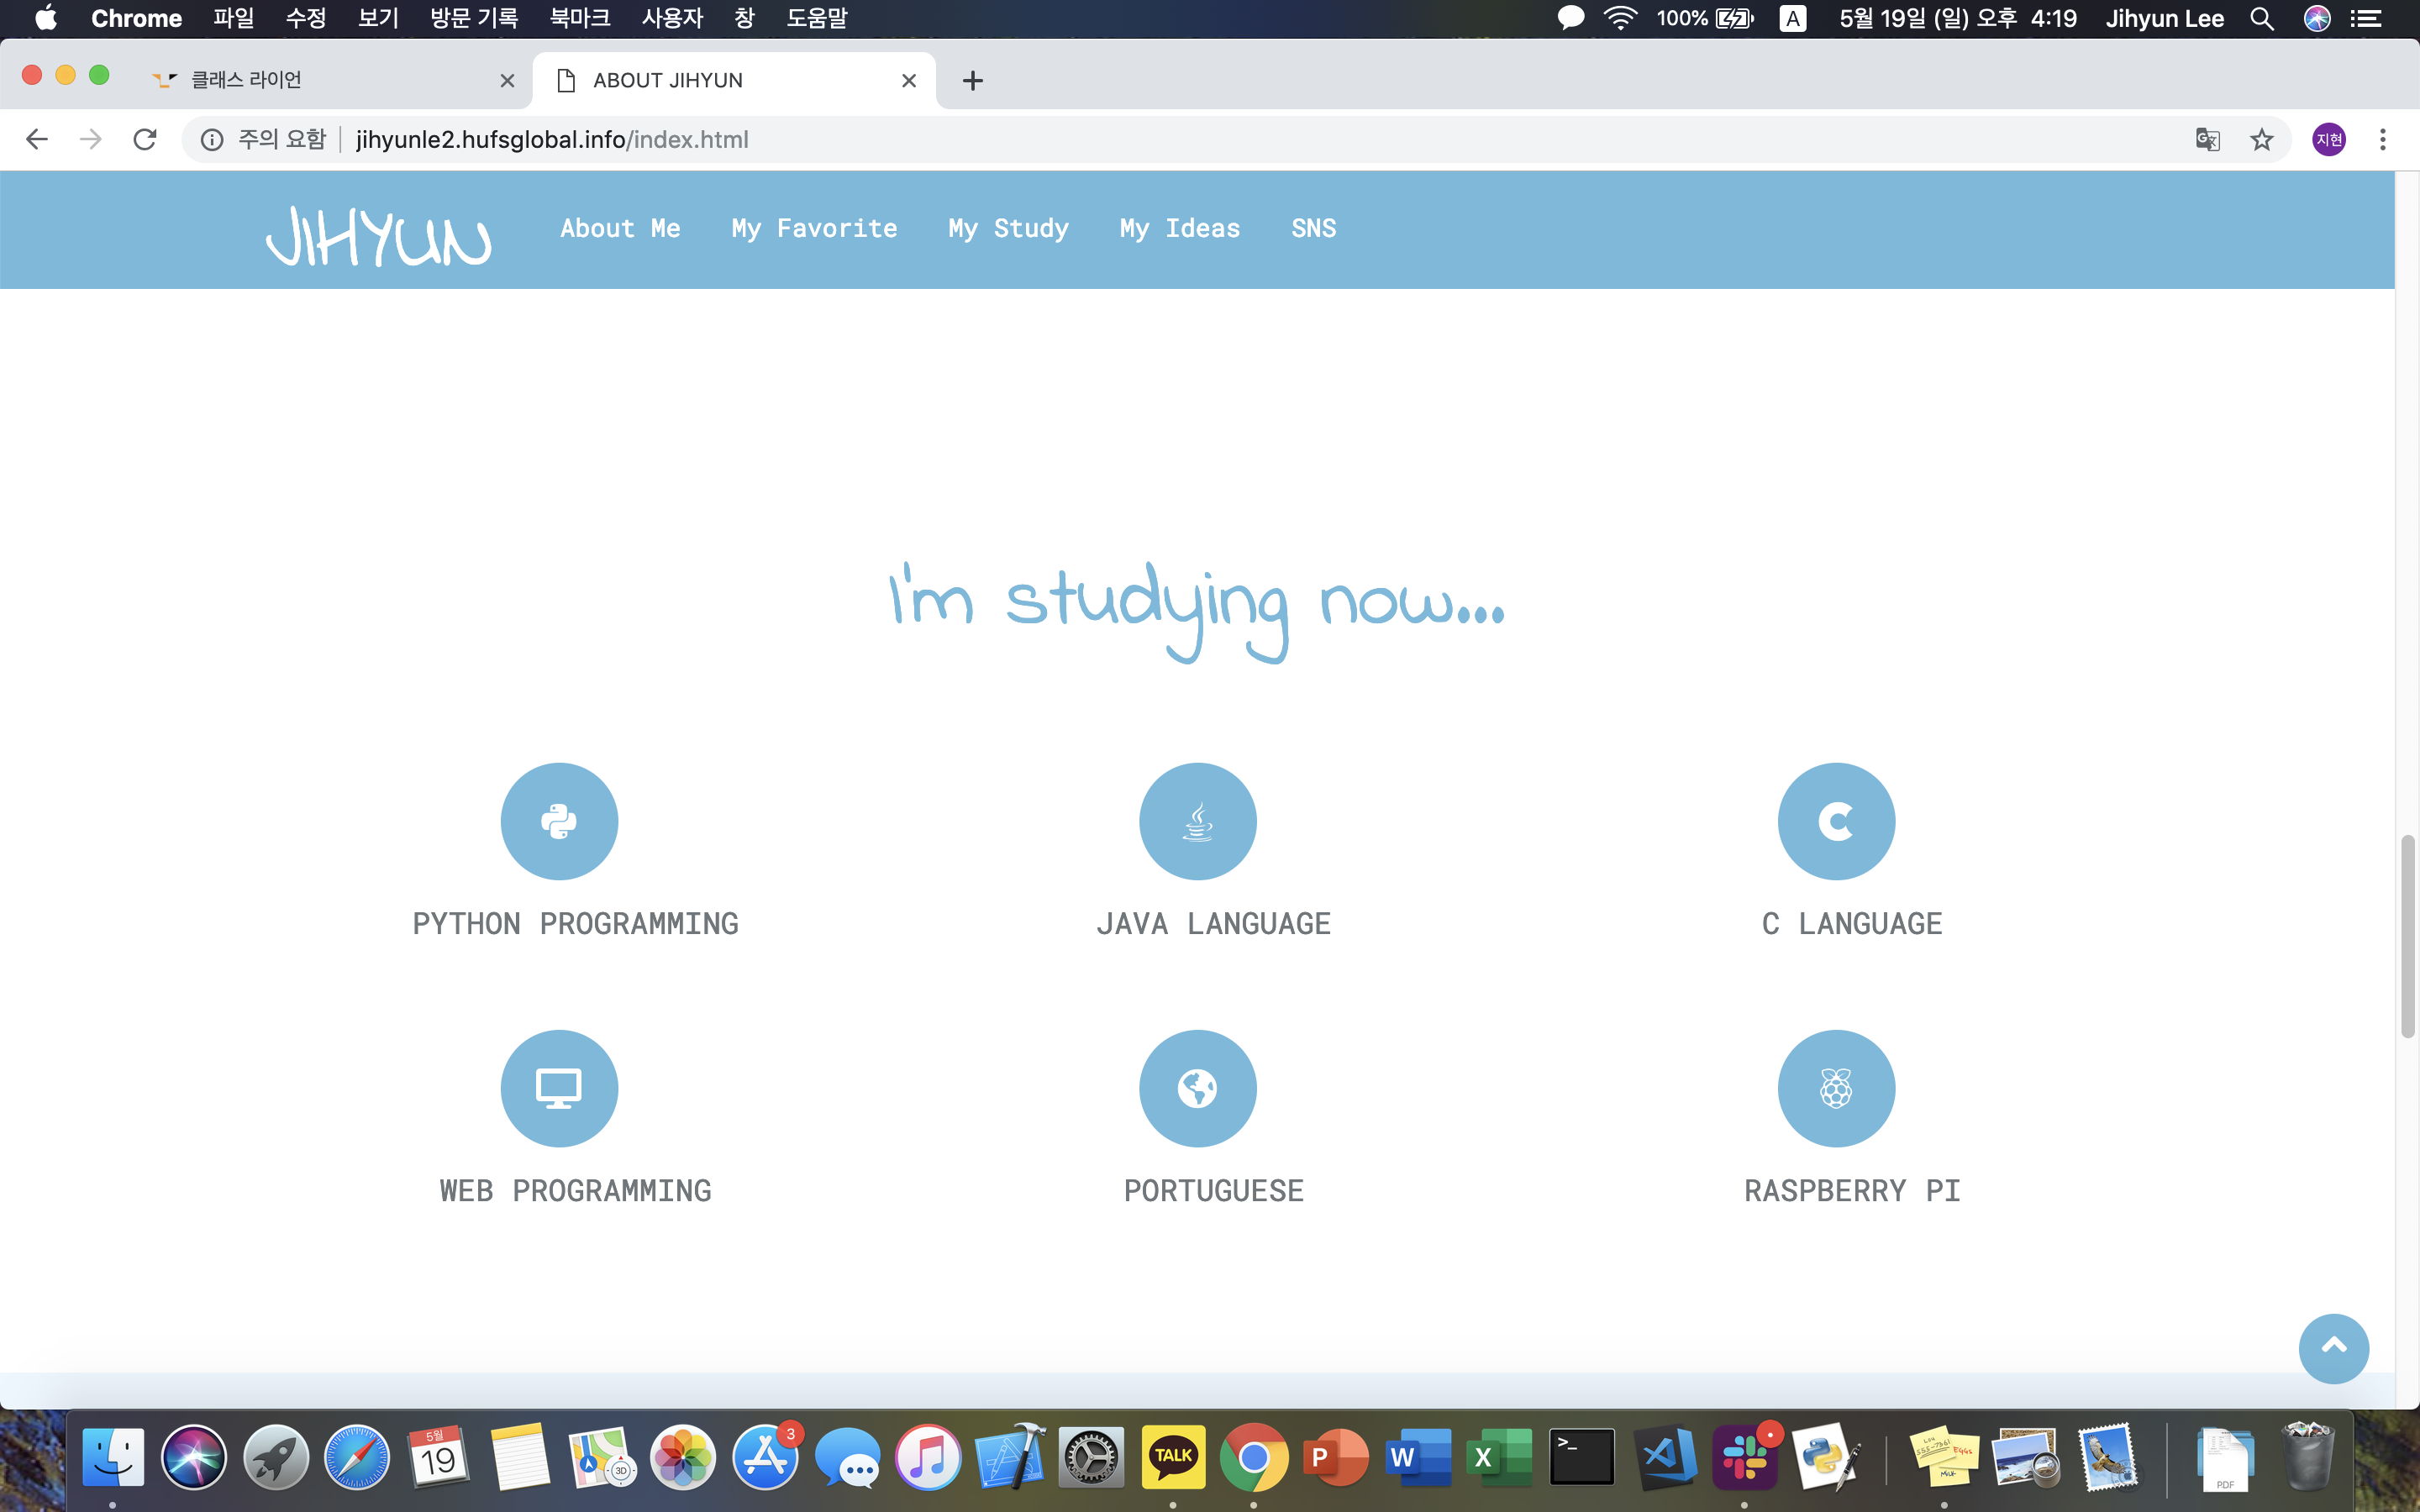 Chrome 파일 수정 보기 방문 기록 북마크 사용자 창 도움말 100% A 5월 19일 (일) 오후 4:19 Jihyun Lee
클래스 라이언 ABOUT JIHYUN
주의 요함 jihyunle2.hufsglobal.info/index.html 지현
JIHYUN About Me My Favorite My Study My Ideas SNS
I'm studying now...
PYTHON PROGRAMMING JAVA LANGUAGE C LANGUAGE
WEB PROGRAMMING PORTUGUESE RASPBERRY PI
5월 19 3D 3 TALK P W X >_ EGGS MILK PDF